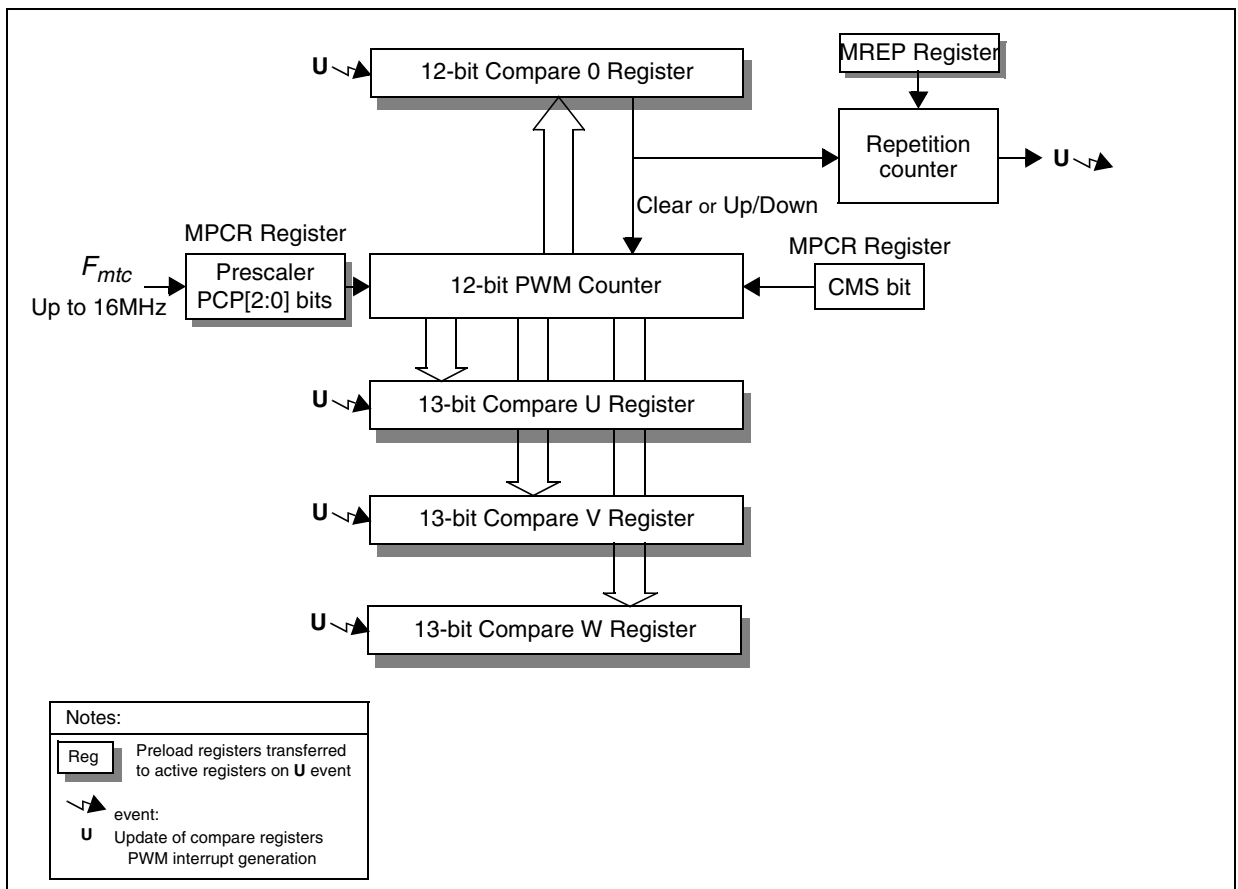 U
12-bit Compare 0 Register
MREP Register
Repetition
counter
U
Clear or Up/Down
MPCR Register
Fmtc
Up to 16MHz
Prescaler
PCP[2:0] bits
12-bit PWM Counter
MPCR Register
CMS bit
U
13-bit Compare U Register
U
13-bit Compare V Register
U
13-bit Compare W Register
Notes:
Reg
Preload registers transferred
to active registers on U event
event:
U Update of compare registers
PWM interrupt generation